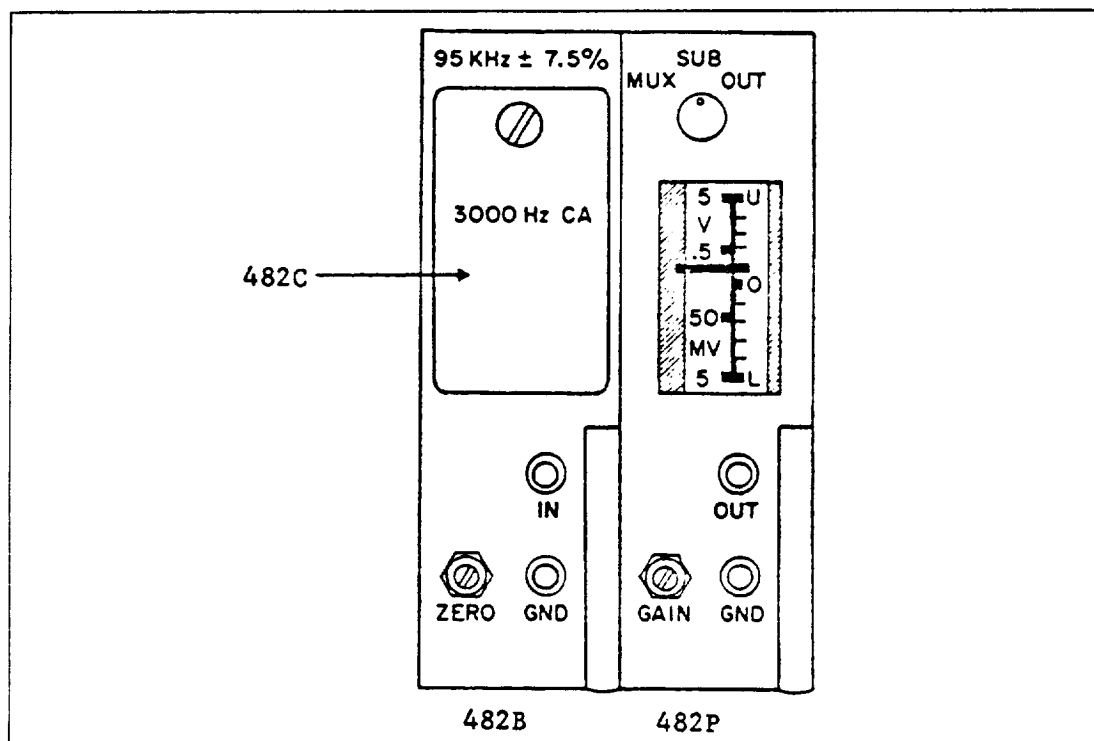 95 KHz ± 7.5%
SUB
MUX OUT
3000 Hz CA
482C
5 U
V
.5
O
50
MV
5 L
IN
OUT
ZERO GND
GAIN GND
482B
482P